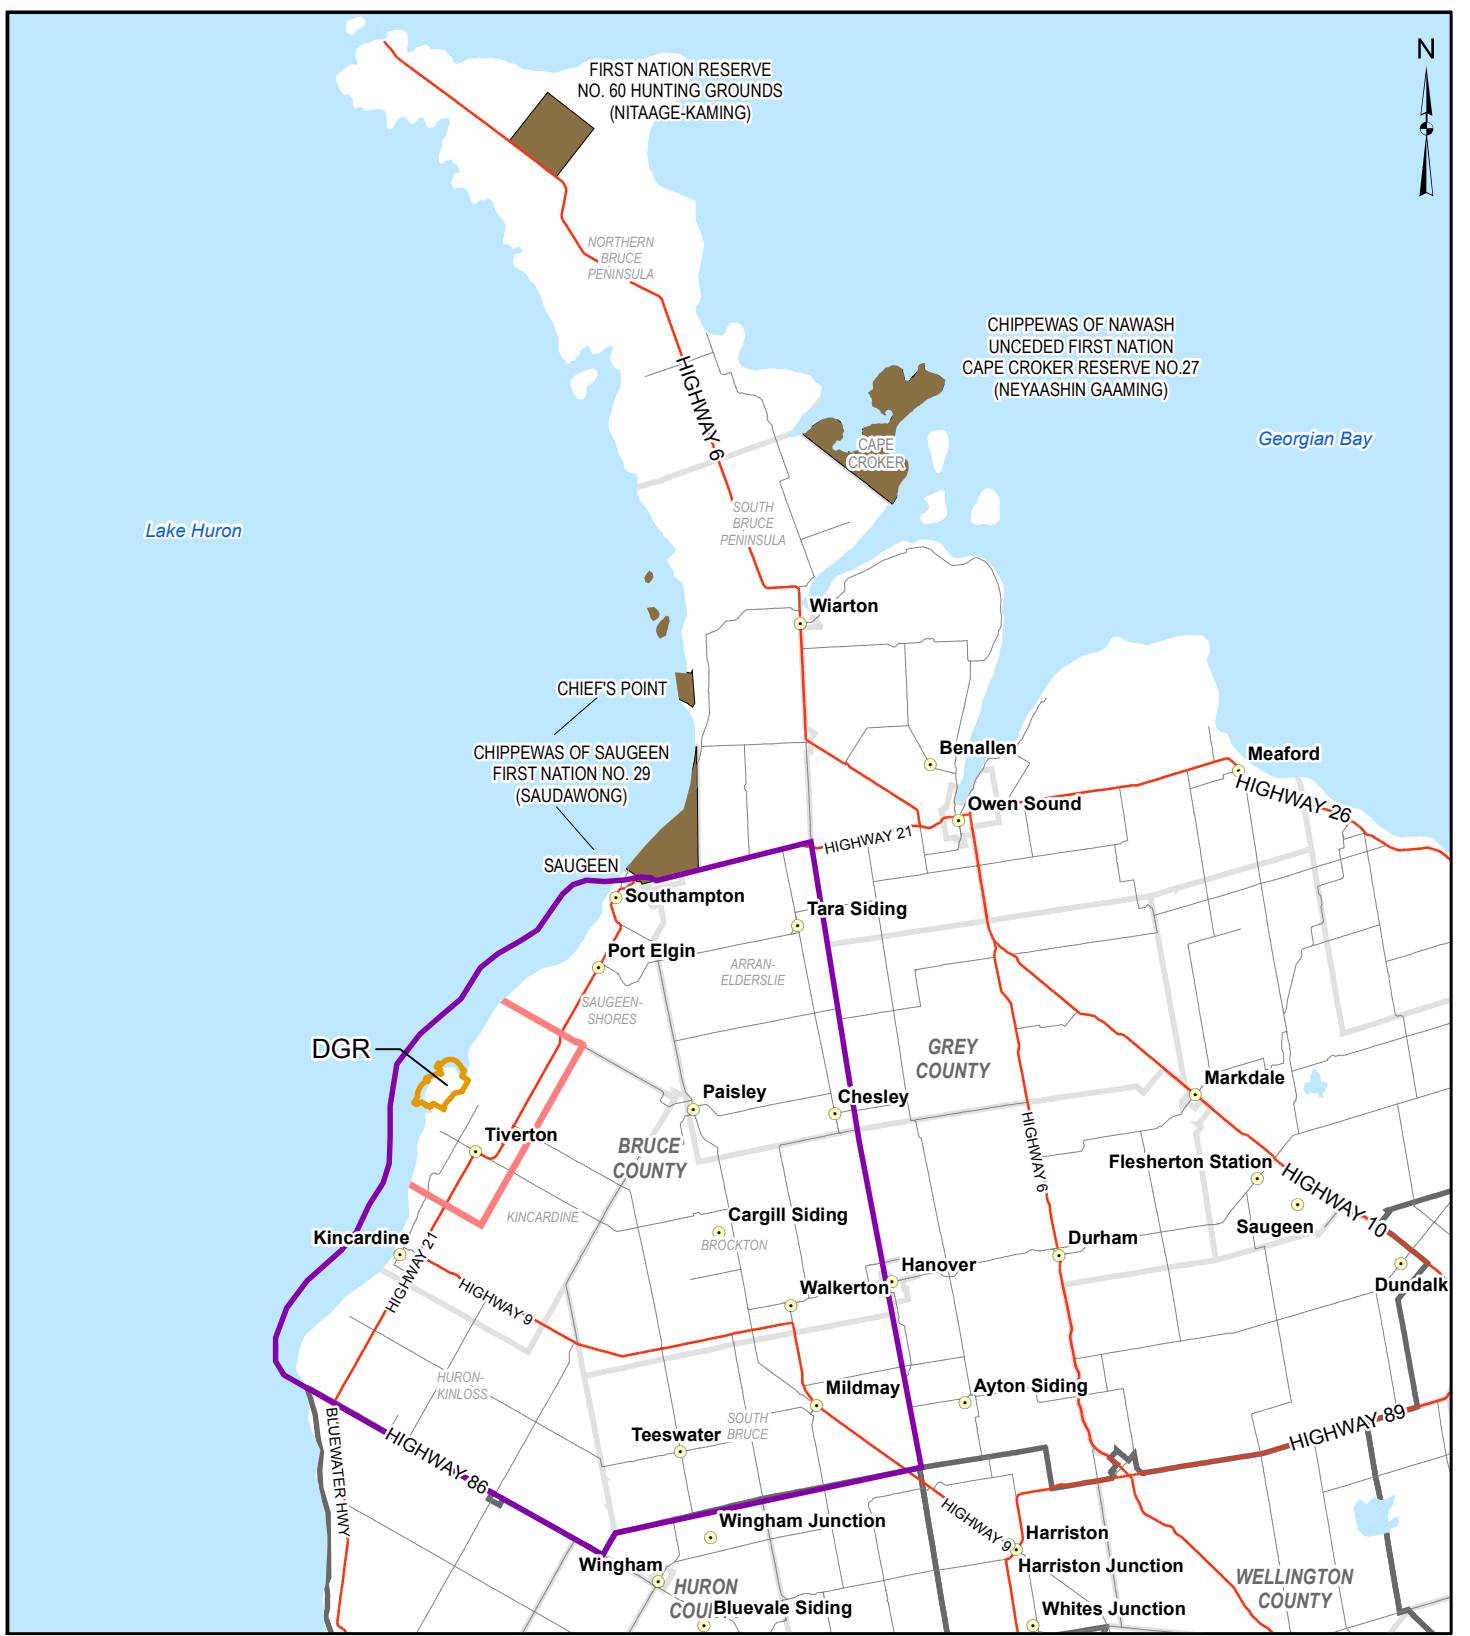 N
FIRST NATION RESERVE
NO. 60 HUNTING GROUNDS
(NITAAGE-KAMING)
NORTHERN
BRUCE
PENINSULA
CHIPPEWAS OF NAWASH
UNCEDED FIRST NATION
CAPE CROKER RESERVE NO.27
(NEYAASHIN GAAMING)
HIGHWAY 6
CAPE
CROKER
Georgian Bay
Lake Huron
SOUTH
BRUCE
PENINSULA
Wiarton
CHIEF'S POINT
CHIPPEWAS OF SAUGEEN
FIRST NATION NO. 29
(SAUDAWONG)
SAUGEEN
Benallen
Meaford
Owen Sound
HIGHWAY 26
HIGHWAY 21
Southampton
Tara Siding
Port Elgin
ARRAN-
ELDERSLIE
SAUGEEN-
SHORES
DGR
GREY
COUNTY
Markdale
Paisley
Chesley
Tiverton
BRUCE
COUNTY
HIGHWAY 6
Flesherton Station
HIGHWAY 10
Saugeen
KINCARDINE
Cargill Siding
BROCKTON
Kincardine
HIGHWAY 21
Durham
Hanover
Dundalk
HIGHWAY 9
Walkerton
HURON-
KINLOSS
Mildmay
Ayton Siding
SOUTH
BRUCE
Teeswater
HIGHWAY 89
BLUEWATER HWY
HIGHWAY 86
HIGHWAY 9
Wingham Junction
Harriston
Harriston Junction
Wingham
HURON
COU
Bluevale Siding
WELLINGTON
COUNTY
Whites Junction